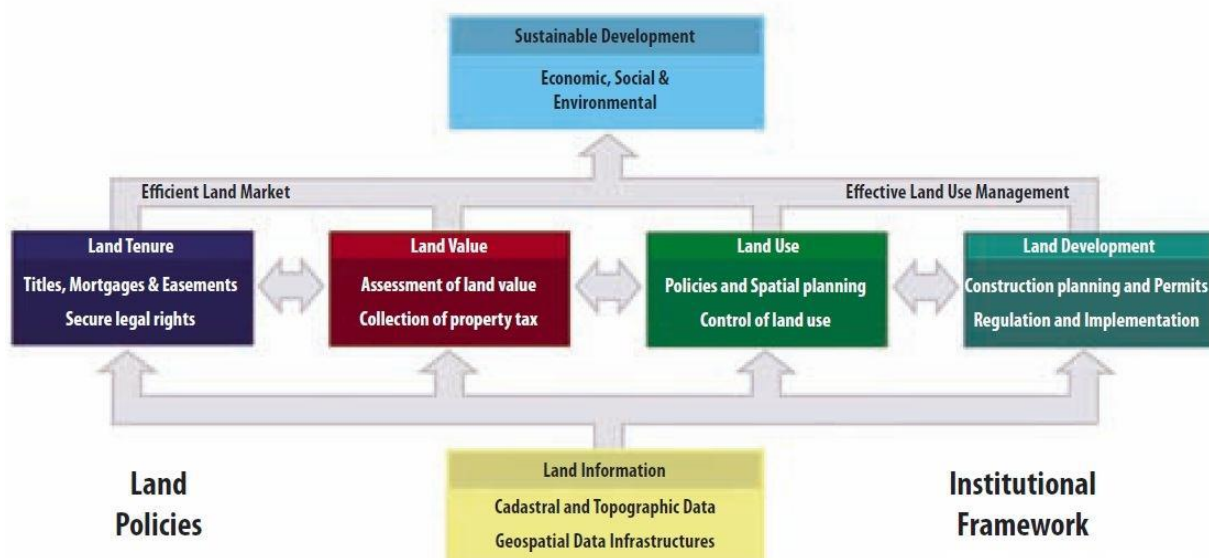 Sustainable Development
Economic, Social &
Environmental
Efficient Land Market
Effective Land Use Management
Land Tenure
Titles, Mortgages & Easements
Secure legal rights
Land Value
Assessment of land value
Collection of property tax
Land Use
Policies and Spatial planning
Control of land use
Land Development
Construction planning and Permits
Regulation and Implementation
Land
Policies
Land Information
Cadastral and Topographic Data
Geospatial Data Infrastructures
Institutional
Framework